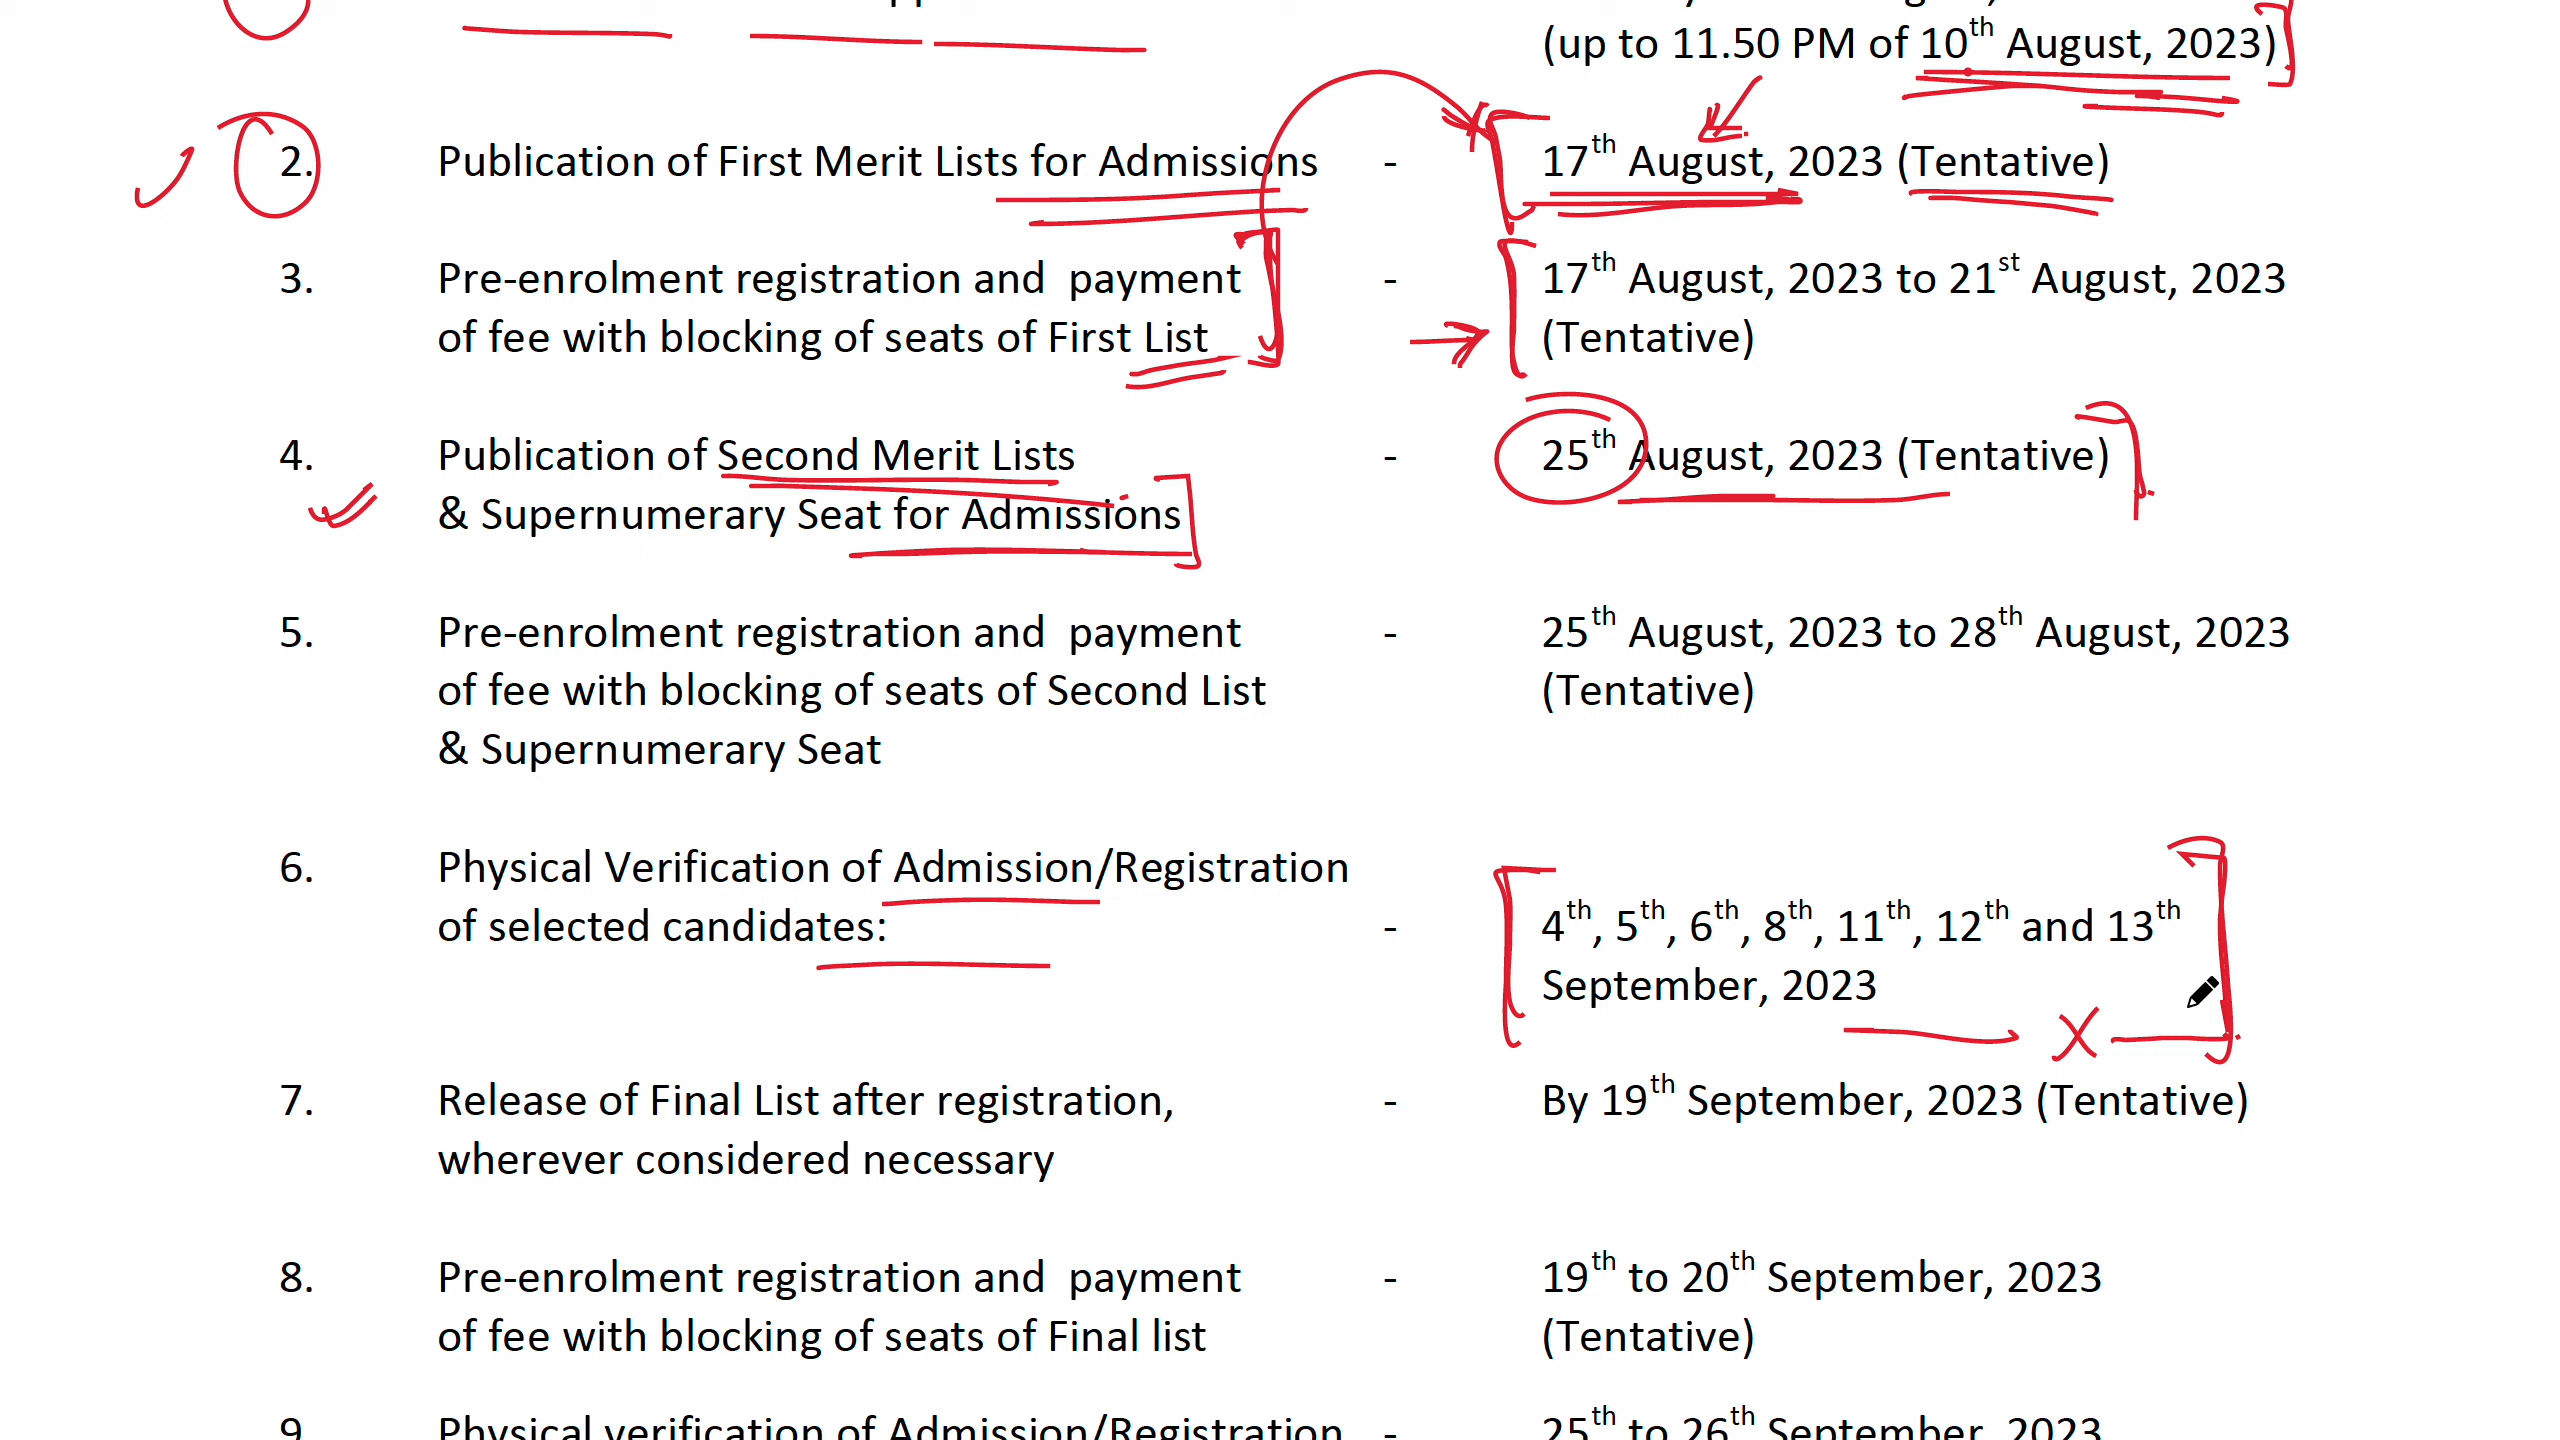 (up to 11.50 PM of 10th August, 2023)
2. Publication of First Merit Lists for Admissions - 17th August, 2023 (Tentative)
3. Pre-enrolment registration and payment - 17th August, 2023 to 21st August, 2023
of fee with blocking of seats of First List (Tentative)
4. Publication of Second Merit Lists - 25th August, 2023 (Tentative)
& Supernumerary Seat for Admissions
5. Pre-enrolment registration and payment - 25th August, 2023 to 28th August, 2023
of fee with blocking of seats of Second List (Tentative)
& Supernumerary Seat
6. Physical Verification of Admission/Registration
of selected candidates: - 4th, 5th, 6th, 8th, 11th, 12th and 13th
September, 2023
7. Release of Final List after registration, - By 19th September, 2023 (Tentative)
wherever considered necessary
8. Pre-enrolment registration and payment - 19th to 20th September, 2023
of fee with blocking of seats of Final list (Tentative)
9. Physical verification of Admission/Registration - 25th to 26th September, 2023